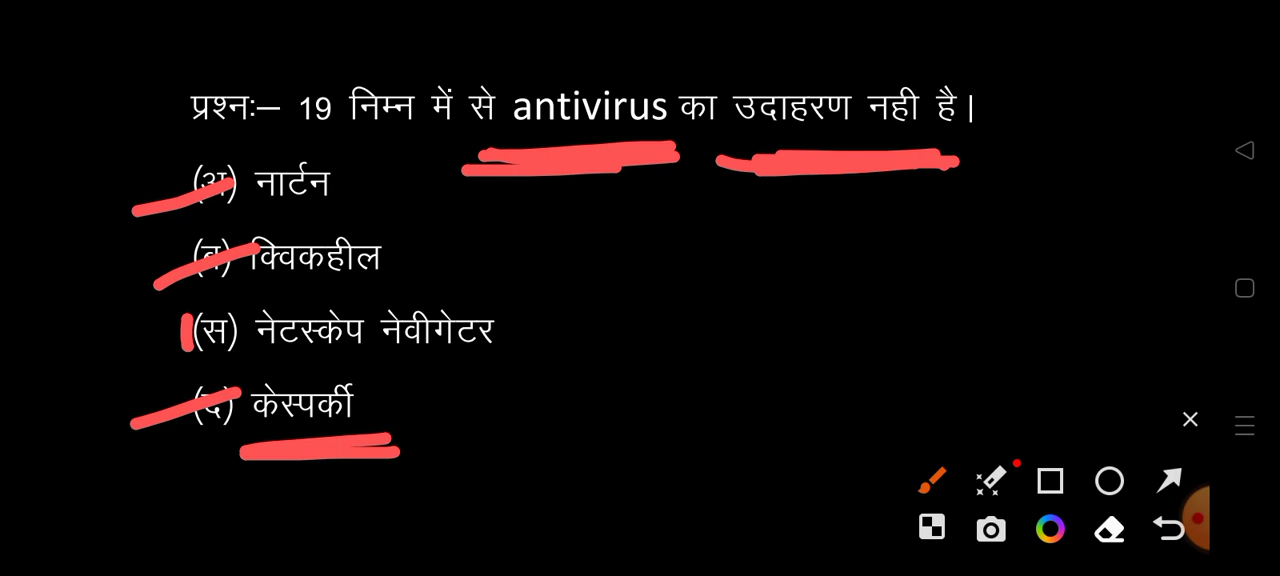 प्रश्नः– 19 निम्न में से antivirus का उदाहरण नही है|
(अ) नार्टन
(ब) क्विकहील
(स) नेटस्केप नेवीगेटर
(द) केस्पर्की